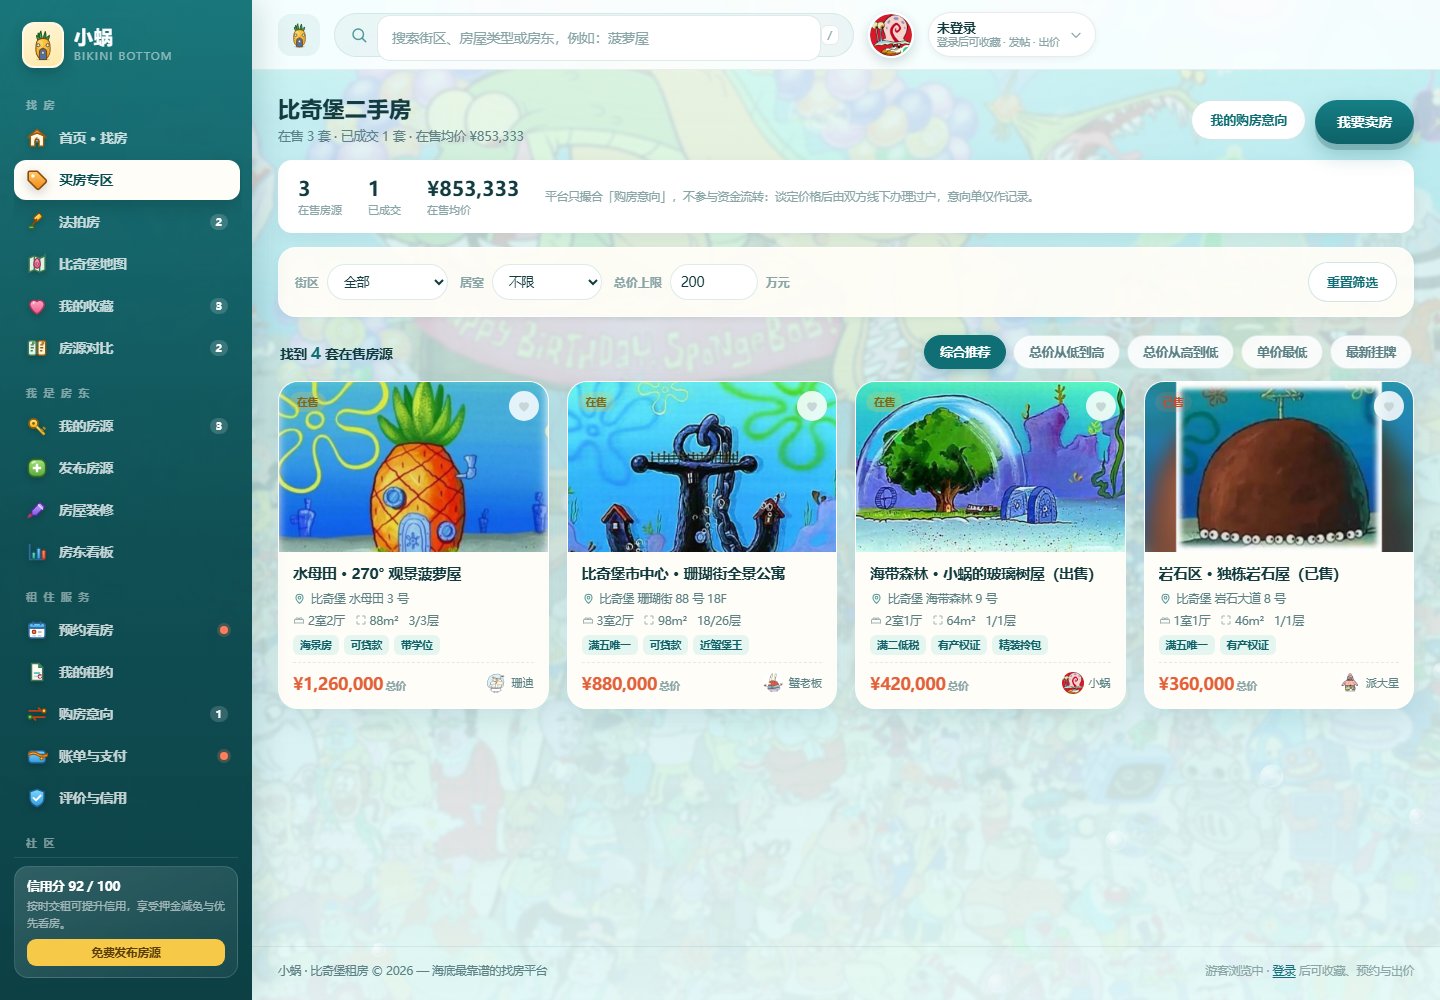 小蜗
BIKINI BOTTOM
找房
首页 • 找房
买房专区
法拍房 2
比奇堡地图
我的收藏 3
房源对比 2
我是房东
我的房源 3
发布房源
房屋装修
房东看板
租住服务
预约看房
我的租约
购房意向 1
账单与支付
评价与信用
社区
信用分 92 / 100
按时交租可提升信用，享受押金减免与优
先看房。
免费发布房源
搜索街区、房屋类型或房东，例如：菠萝屋 /
未登录
登录后可收藏 · 发帖 · 出价
比奇堡二手房
在售 3 套 · 已成交 1 套 · 在售均价 ¥853,333
我的购房意向
我要卖房
3
在售房源
1
已成交
¥853,333
在售均价
平台只撮合「购房意向」，不参与资金流转：谈定价格后由双方线下办理过户，意向单仅作记录。
街区 全部 居室 不限 总价上限 200 万元
重置筛选
找到 4 套在售房源
综合推荐 总价从低到高 总价从高到低 单价最低 最新挂牌
在售
水母田 • 270° 观景菠萝屋
比奇堡 水母田 3 号
2室2厅 88m² 3/3层
海景房 可贷款 带学位
¥1,260,000 总价 珊迪
在售
比奇堡市中心 • 珊瑚街全景公寓
比奇堡 珊瑚街 88 号 18F
3室2厅 98m² 18/26层
满五唯一 可贷款 近蟹堡王
¥880,000 总价 蟹老板
在售
海带森林 • 小蜗的玻璃树屋（出售）
比奇堡 海带森林 9 号
2室1厅 64m² 1/1层
满二低税 有产权证 精装拎包
¥420,000 总价 小蜗
已售
岩石区 • 独栋岩石屋（已售）
比奇堡 岩石大道 8 号
1室1厅 46m² 1/1层
满五唯一 有产权证
¥360,000 总价 派大星
小蜗 · 比奇堡租房 © 2026 — 海底最靠谱的找房平台
游客浏览中 · 登录 后可收藏、预约与出价